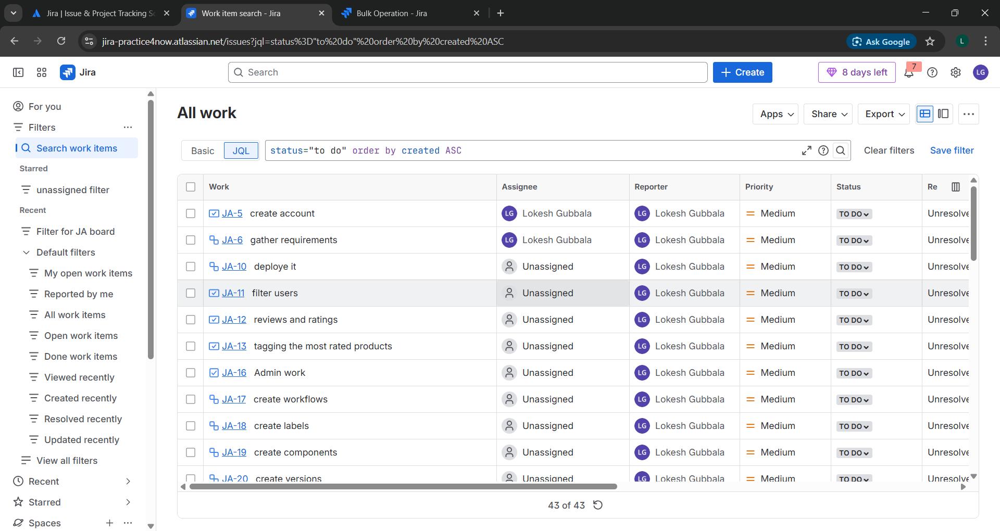 Jira | Issue & Project Tracking So
Work item search - Jira
Bulk Operation - Jira
jira-practice4now.atlassian.net/issues?jql=status%3D"to%20do"%20order%20by%20created%20ASC
Ask Google
L
Jira
Search
Create
8 days left
7
LG
For you
Filters
Search work items
Starred
unassigned filter
Recent
Filter for JA board
Default filters
My open work items
Reported by me
All work items
Open work items
Done work items
Viewed recently
Created recently
Resolved recently
Updated recently
View all filters
Recent
Starred
Spaces
All work
Apps
Share
Export
Basic
JQL
status="to do" order by created ASC
Clear filters
Save filter
Work Assignee Reporter Priority Status Re
JA-5 create account LG Lokesh Gubbala LG Lokesh Gubbala Medium TO DO Unresolve
JA-6 gather requirements LG Lokesh Gubbala LG Lokesh Gubbala Medium TO DO Unresolve
JA-10 deploye it Unassigned LG Lokesh Gubbala Medium TO DO Unresolve
JA-11 filter users Unassigned LG Lokesh Gubbala Medium TO DO Unresolve
JA-12 reviews and ratings Unassigned LG Lokesh Gubbala Medium TO DO Unresolve
JA-13 tagging the most rated products Unassigned LG Lokesh Gubbala Medium TO DO Unresolve
JA-16 Admin work Unassigned LG Lokesh Gubbala Medium TO DO Unresolve
JA-17 create workflows Unassigned LG Lokesh Gubbala Medium TO DO Unresolve
JA-18 create labels Unassigned LG Lokesh Gubbala Medium TO DO Unresolve
JA-19 create components Unassigned LG Lokesh Gubbala Medium TO DO Unresolve
JA-20 create versions Unassigned LG Lokesh Gubbala Medium TO DO Unresolve
43 of 43